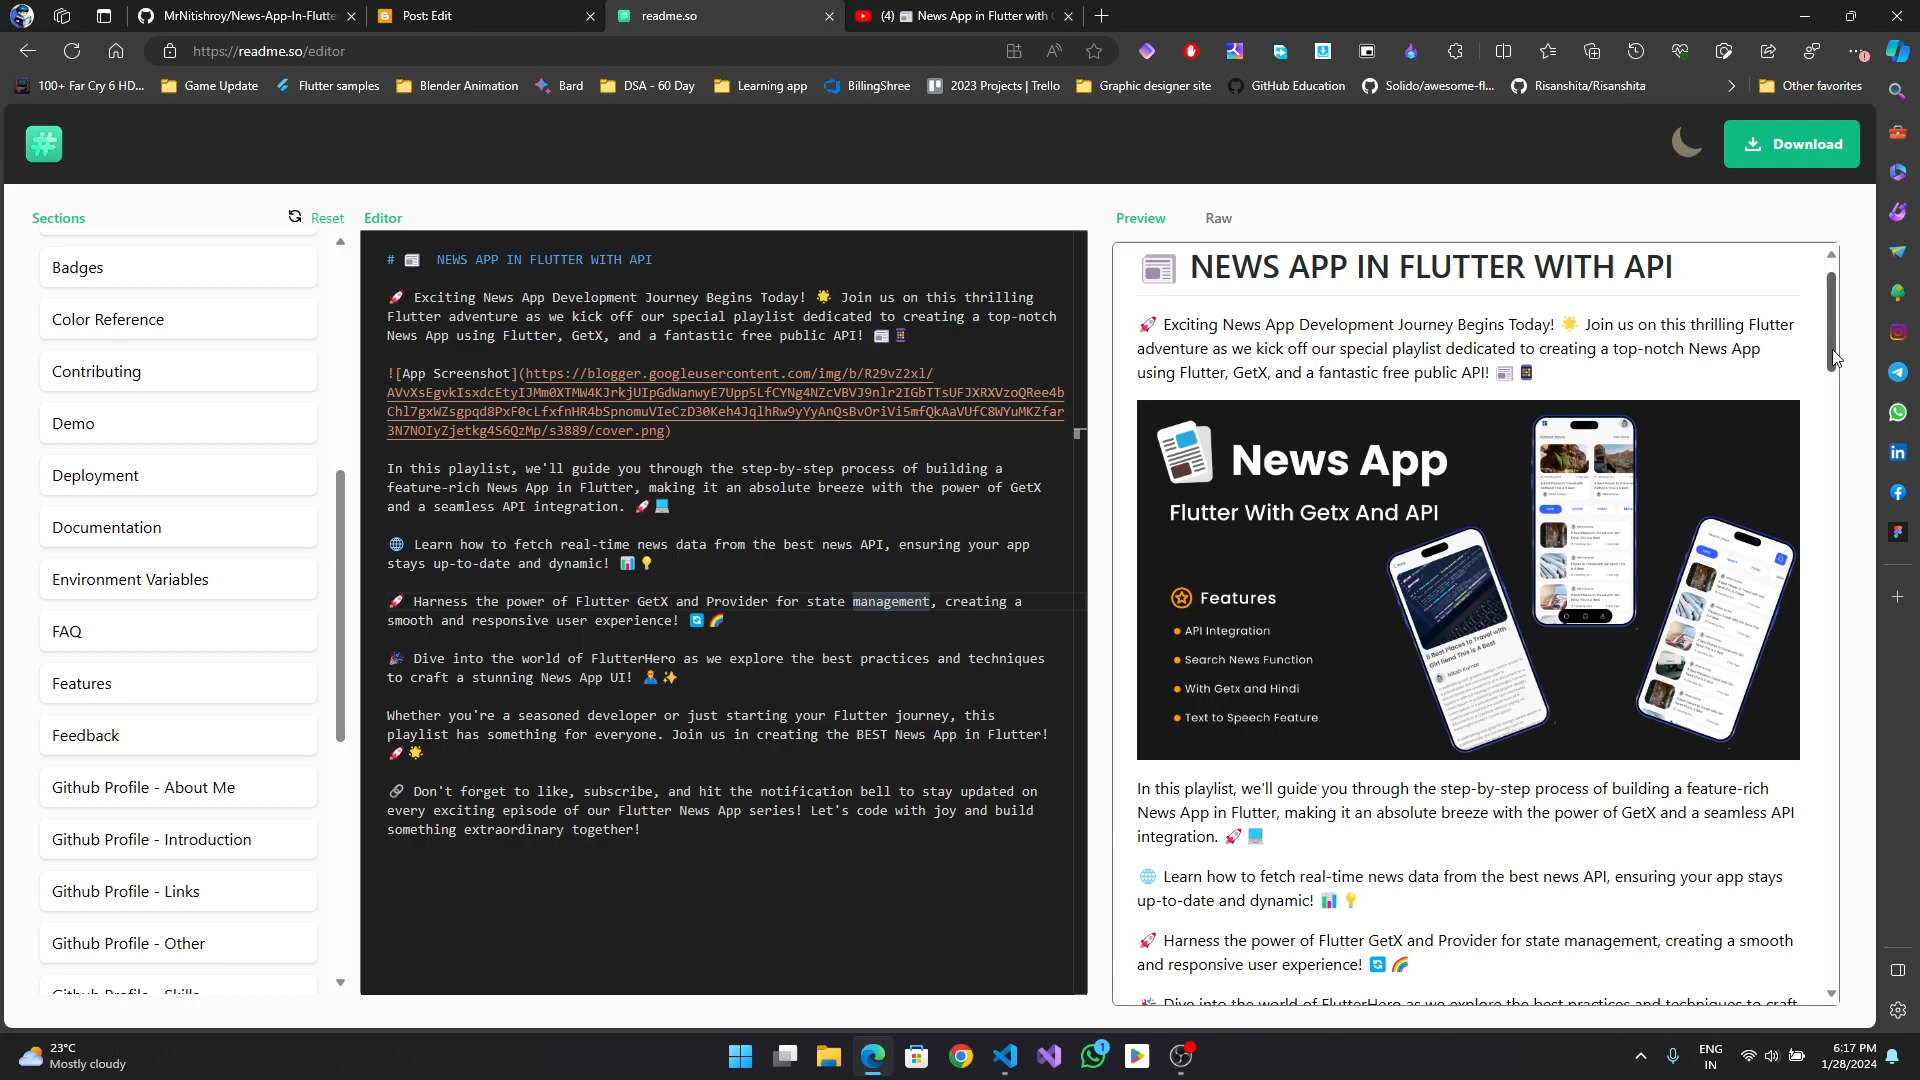 MrNitishroy/News-App-In-Flutte
Post: Edit
readme.so
(4) News App in Flutter with
https://readme.so/editor
100+ Far Cry 6 HD...
Game Update
Flutter samples
Blender Animation
Bard
DSA - 60 Day
Learning app
BillingShree
2023 Projects | Trello
Graphic designer site
GitHub Education
Solido/awesome-fl...
Risanshita/Risanshita
Other favorites
#
Download
Sections
Reset
Editor
Preview
Raw
Badges
Color Reference
Contributing
Demo
Deployment
Documentation
Environment Variables
FAQ
Features
Feedback
Github Profile - About Me
Github Profile - Introduction
Github Profile - Links
Github Profile - Other
Github Profile - Skills
# 📰 NEWS APP IN FLUTTER WITH API
🚀 Exciting News App Development Journey Begins Today! 🌟 Join us on this thrilling
Flutter adventure as we kick off our special playlist dedicated to creating a top-notch
News App using Flutter, GetX, and a fantastic free public API! 📰 📱
![App Screenshot](https://blogger.googleusercontent.com/img/b/R29vZ2xl/
AVvXsEgvkIsxdcEtyIJMm0XTMW4KJrkjUIpGdWanwyE7Upp5LfCYNg4NZcVBVJ9nlr2IGbTTsUFJXRXVzoQRee4b
Chl7gxWZsgpqd8PxF0cLfxfnHR4bSpnomuVIeCzD30Keh4JqlhRw9yYyAnQsBvOriVi5mfQkAaVUfC8WYuMKZfar
3N7NOIyZjetkg4S6QzMp/s3889/cover.png)
In this playlist, we'll guide you through the step-by-step process of building a
feature-rich News App in Flutter, making it an absolute breeze with the power of GetX
and a seamless API integration. 🚀 💻
🌐 Learn how to fetch real-time news data from the best news API, ensuring your app
stays up-to-date and dynamic! 📊 💡
🚀 Harness the power of Flutter GetX and Provider for state management, creating a
smooth and responsive user experience! 🔄 🌈
🎉 Dive into the world of FlutterHero as we explore the best practices and techniques
to craft a stunning News App UI! ✨
Whether you're a seasoned developer or just starting your Flutter journey, this
playlist has something for everyone. Join us in creating the BEST News App in Flutter!
🚀 🌟
🔗 Don't forget to like, subscribe, and hit the notification bell to stay updated on
every exciting episode of our Flutter News App series! Let's code with joy and build
something extraordinary together!
📰 NEWS APP IN FLUTTER WITH API
🚀 Exciting News App Development Journey Begins Today! 🌟 Join us on this thrilling Flutter
adventure as we kick off our special playlist dedicated to creating a top-notch News App
using Flutter, GetX, and a fantastic free public API! 📰 📱
News App
Flutter With Getx And API
Features
API Integration
Search News Function
With Getx and Hindi
Text to Speech Feature
In this playlist, we'll guide you through the step-by-step process of building a feature-rich
News App in Flutter, making it an absolute breeze with the power of GetX and a seamless API
integration. 🚀 💻
🌐 Learn how to fetch real-time news data from the best news API, ensuring your app stays
up-to-date and dynamic! 📊 💡
🚀 Harness the power of Flutter GetX and Provider for state management, creating a smooth
and responsive user experience! 🔄 🌈
🎉 Dive into the world of FlutterHero as we explore the best practices and techniques to craft
23°C
Mostly cloudy
1
ENG
IN
6:17 PM
1/28/2024